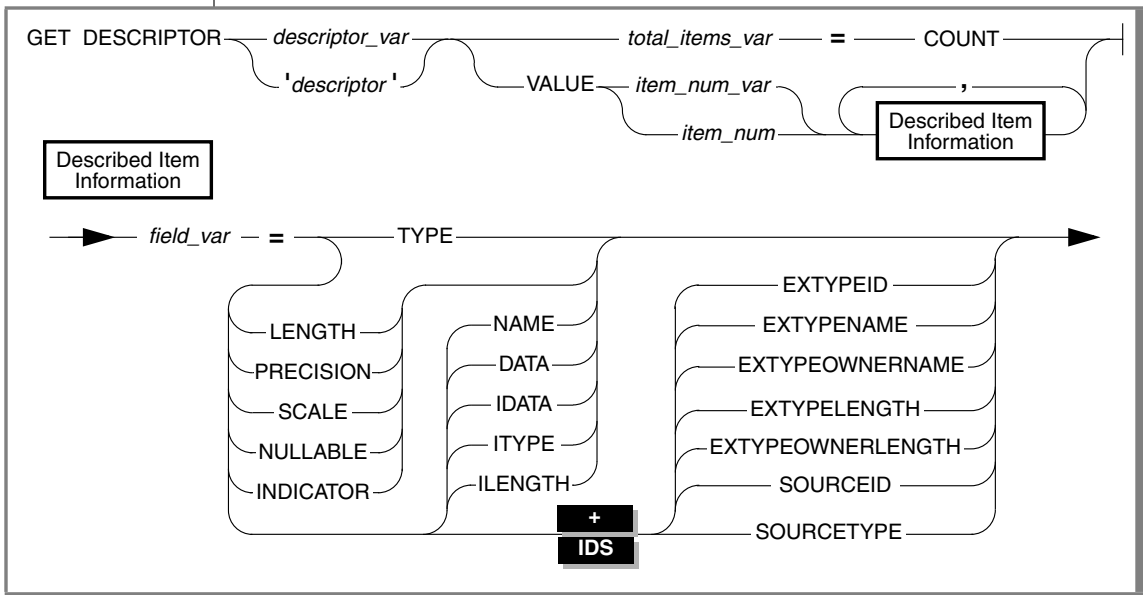 GET DESCRIPTOR descriptor_var total_items_var = COUNT
'descriptor' VALUE item_num_var ,
item_num Described Item
Information
Described Item
Information
field_var = TYPE
LENGTH
PRECISION
SCALE
NULLABLE
INDICATOR
NAME
DATA
IDATA
ITYPE
ILENGTH
+
IDS
EXTYPEID
EXTYPENAME
EXTYPEOWNERNAME
EXTYPELENGTH
EXTYPEOWNERLENGTH
SOURCEID
SOURCETYPE